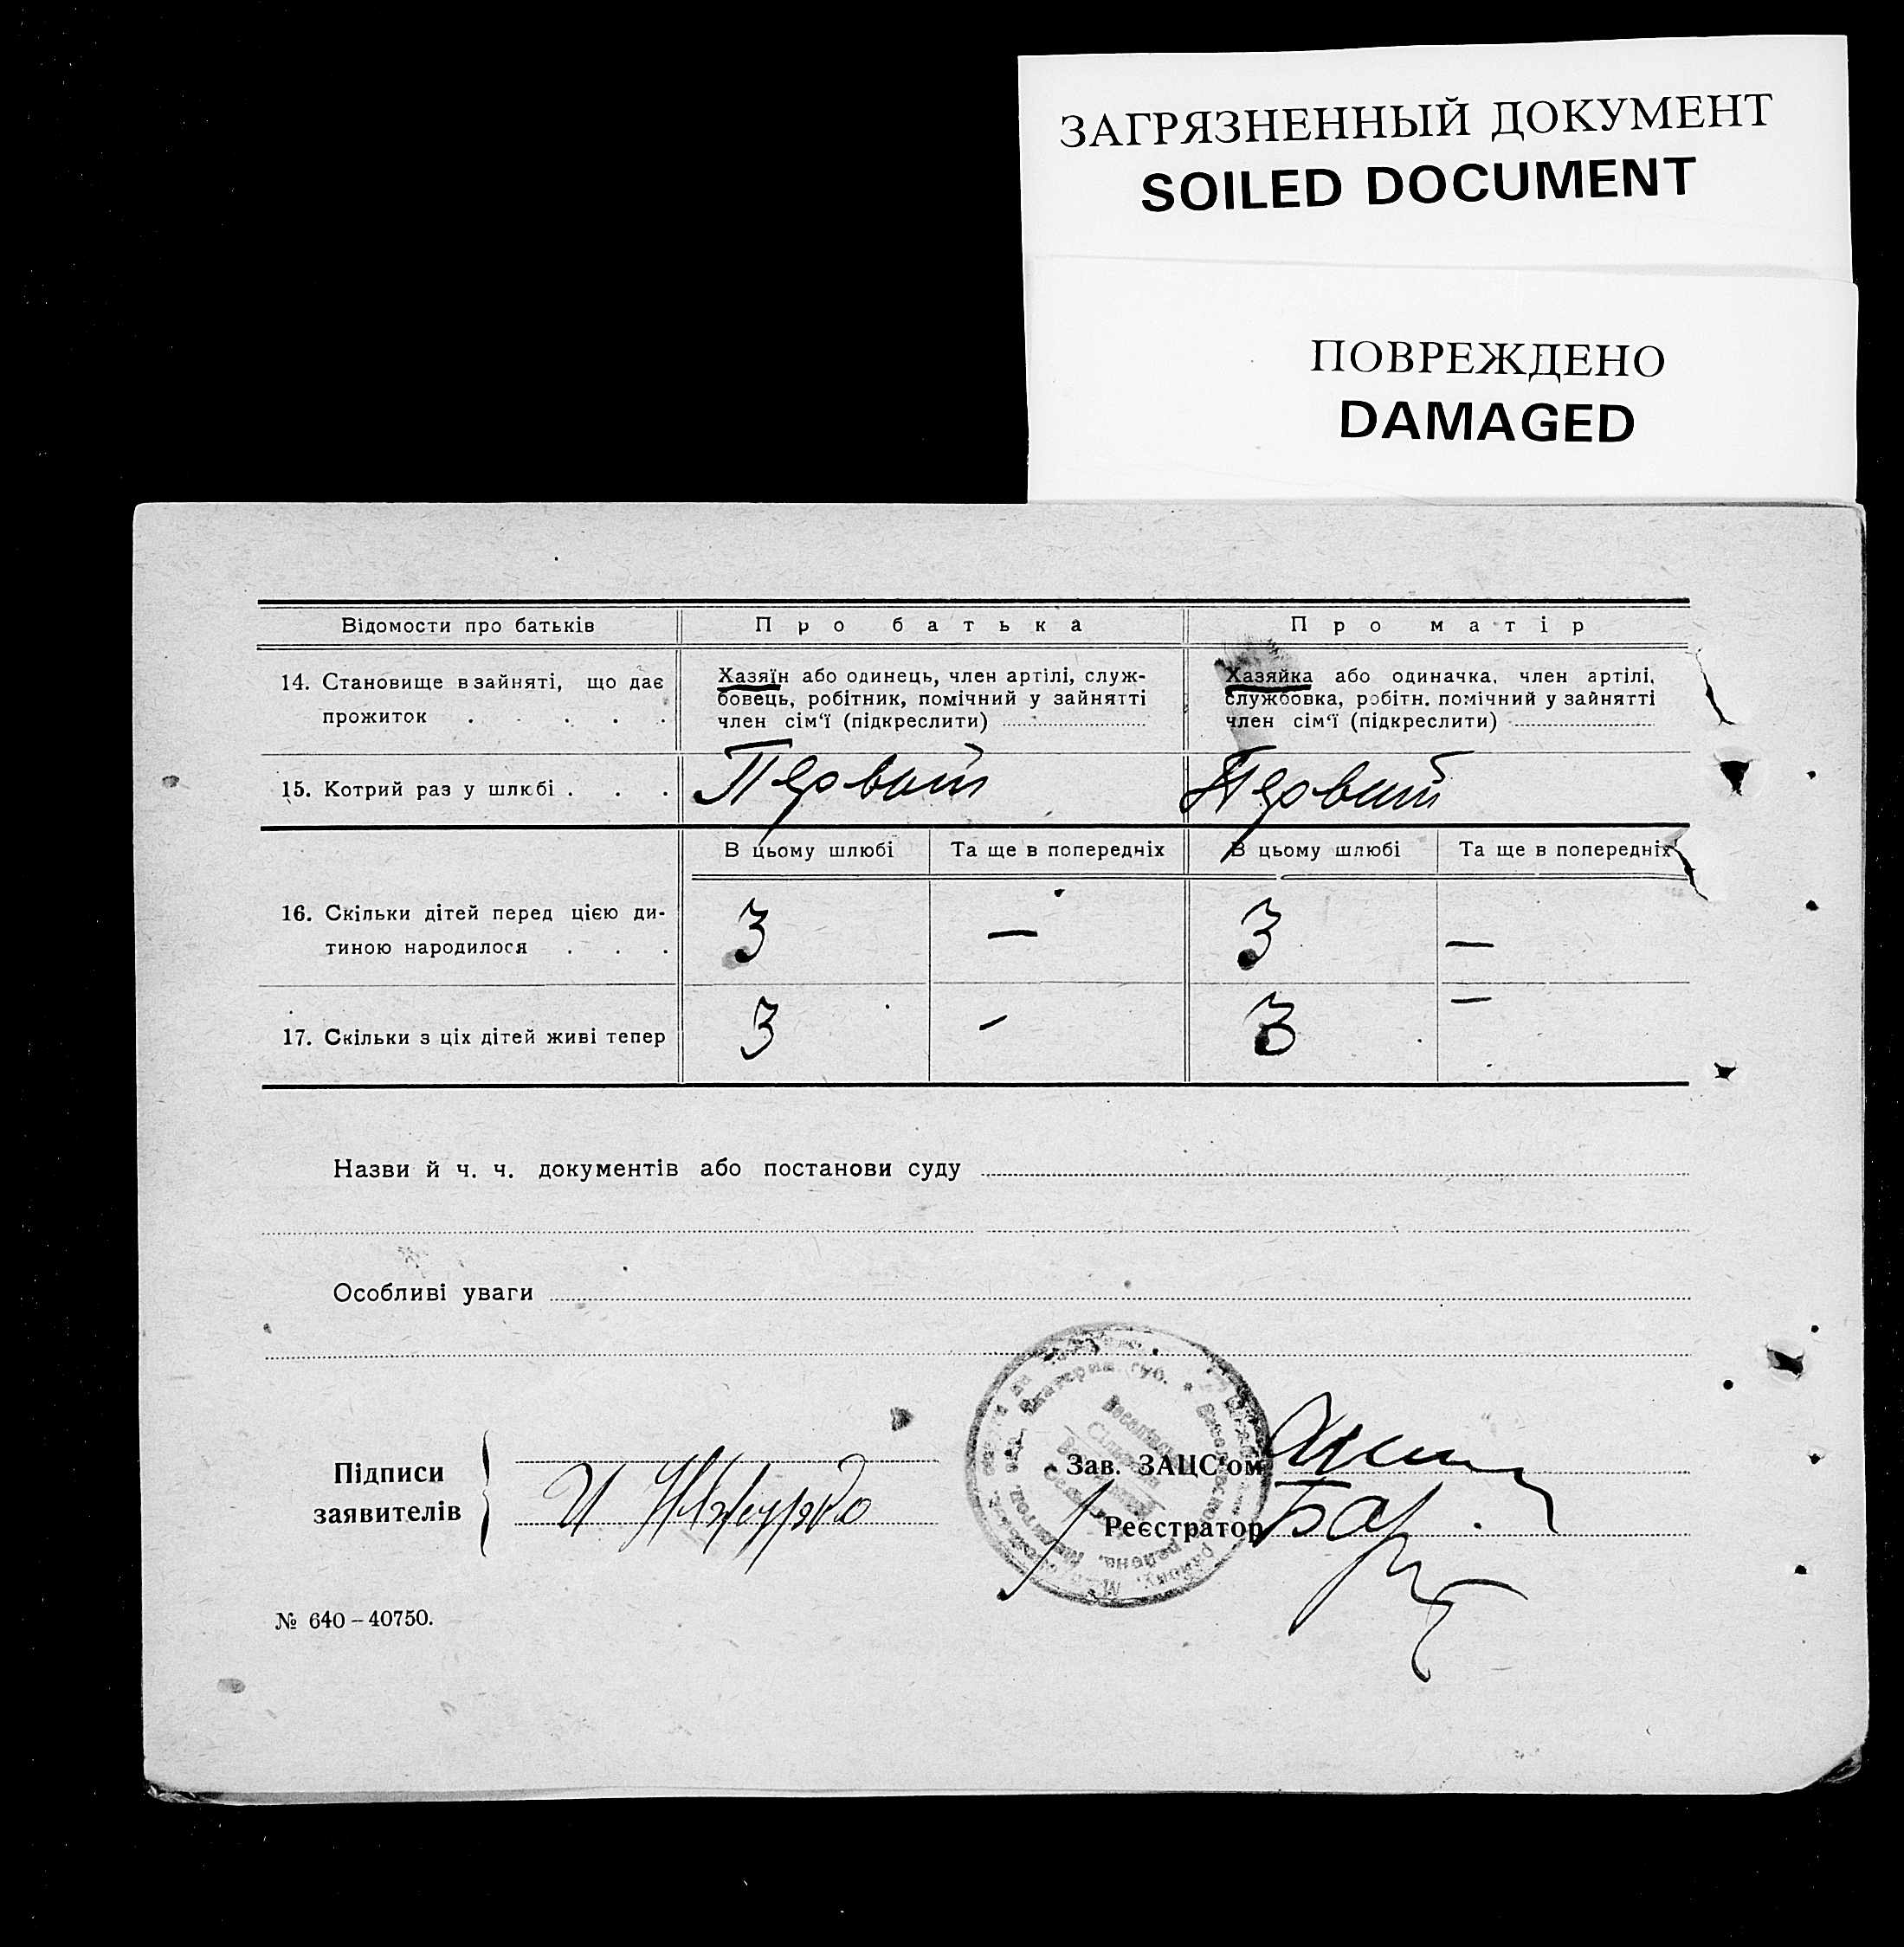 ЗАГРЯЗНЕННЫЙ ДОКУМЕНТ
SOILED DOCUMENT
ПОВРЕЖДЕНО
DAMAGED
Відомости про батьків Про батька Про матір
14. Становище в зайняті, що дає
прожиток . . . . .
Хазяїн або одинець, член артілі, служ-
бовець, робітник, помічний у зайнятті
член сім‘ї (підкреслити)
Хазяйка або одиначка, член артілі,
службовка, робітн. помічний у зайнятті
член сім‘ї (підкреслити)
15. Котрий раз у шлюбі . . . Первий Первий
В цьому шлюбі Та ще в попередніх В цьому шлюбі Та ще в попередніх
16. Скільки дітей перед цією ди-
тиною народилося . . . 3 — 3 —
17. Скільки з ціх дітей живі тепер 3 — 3 —
Назви й ч. ч. документів або постанови суду
Особливі уваги
Підписи
заявителів
Зав. ЗАЦС'ом
Реєстратор
№ 640–40750.